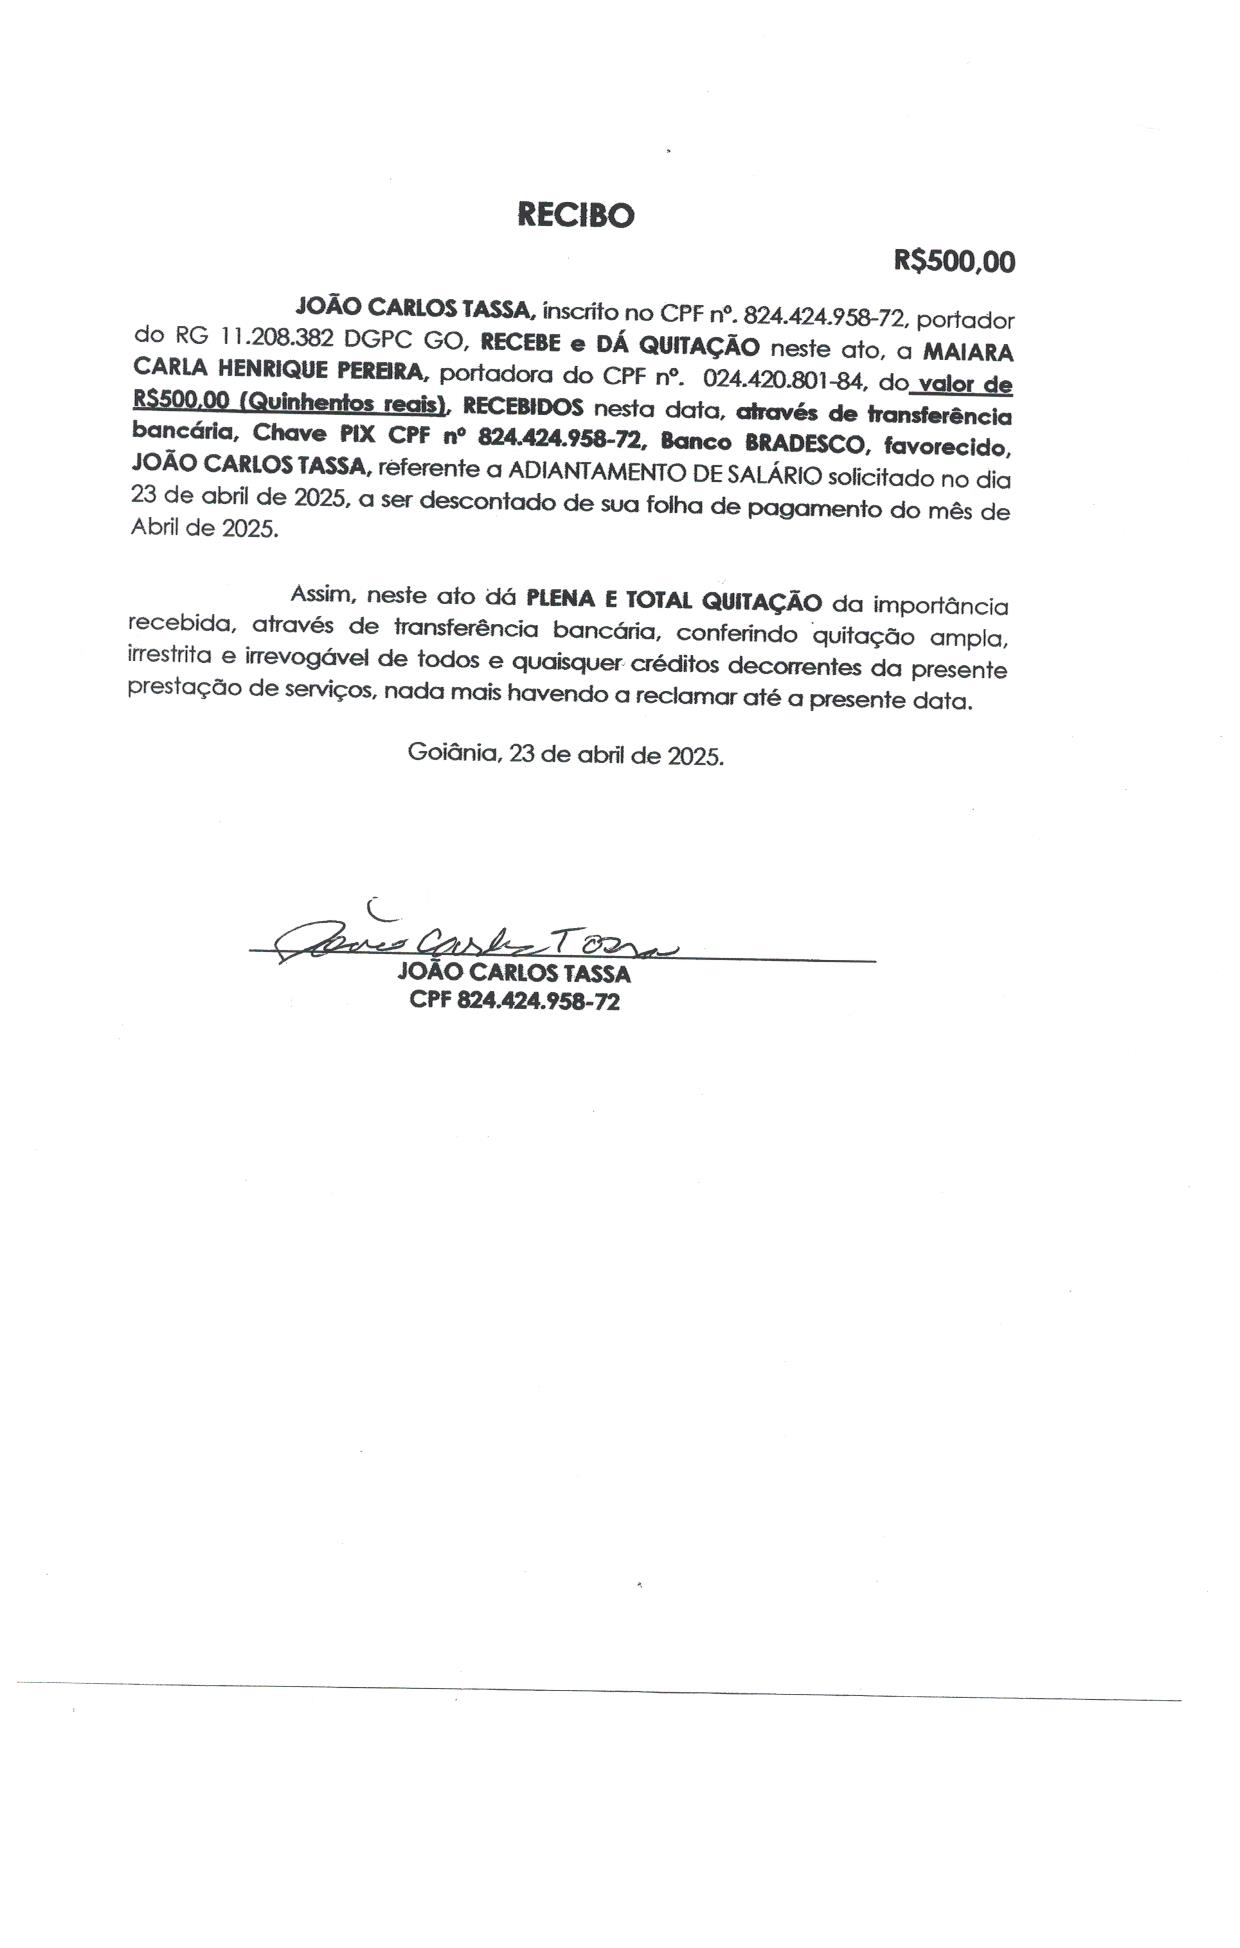 RECIBO
R$500,00
JOÃO CARLOS TASSA, inscrito no CPF nº. 824.424.958-72, portador
do RG 11.208.382 DGPC GO, RECEBE e DÁ QUITAÇÃO neste ato, a MAIARA
CARLA HENRIQUE PEREIRA, portadora do CPF nº. 024.420.801-84, do valor de
R$500,00 (Quinhentos reais), RECEBIDOS nesta data, através de transferência
bancária, Chave PIX CPF nº 824.424.958-72, Banco BRADESCO, favorecido,
JOÃO CARLOS TASSA, referente a ADIANTAMENTO DE SALÁRIO solicitado no dia
23 de abril de 2025, a ser descontado de sua folha de pagamento do mês de
Abril de 2025.
Assim, neste ato dá PLENA E TOTAL QUITAÇÃO da importância
recebida, através de transferência bancária, conferindo quitação ampla,
irrestrita e irrevogável de todos e quaisquer créditos decorrentes da presente
prestação de serviços, nada mais havendo a reclamar até a presente data.
Goiânia, 23 de abril de 2025.
João Carlos Tassa
JOÃO CARLOS TASSA
CPF 824.424.958-72